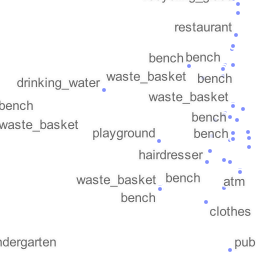 restaurant
bench bench
drinking_water waste_basket bench
waste_basket
bench
bench
waste_basket
playground bench
hairdresser
waste_basket bench atm
bench
clothes
pub